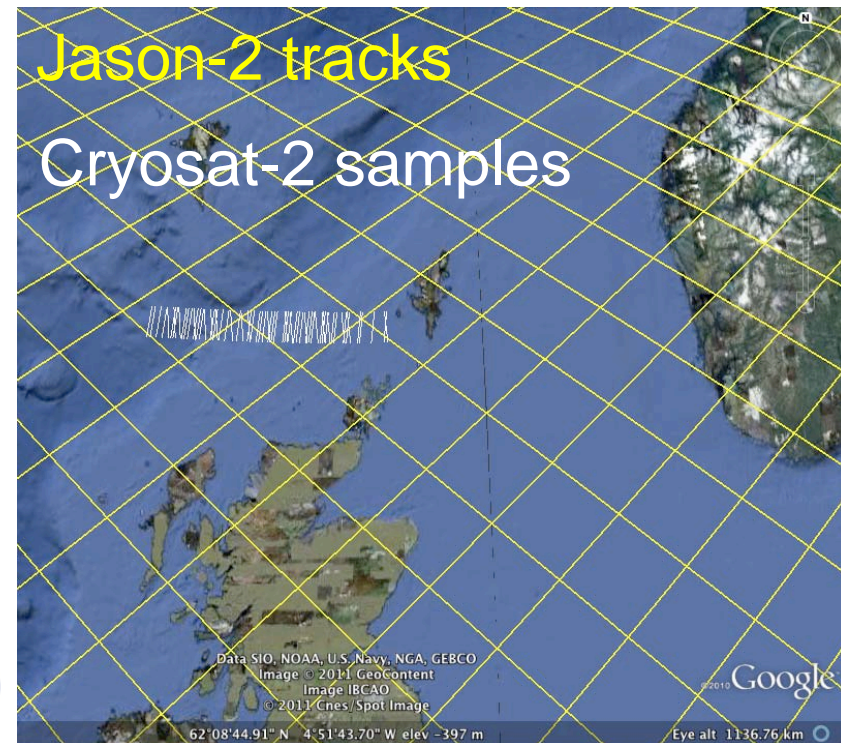 N
Jason-2 tracks
Cryosat-2 samples
Data SIO, NOAA, U.S. Navy, NGA, GEBCO
Image © 2011 GeoContent
Image IBCAO
© 2011 Cnes/Spot Image
©2010 Google
62°08'44.91" N 4°51'43.70" W elev -397 m Eye alt 1136.76 km